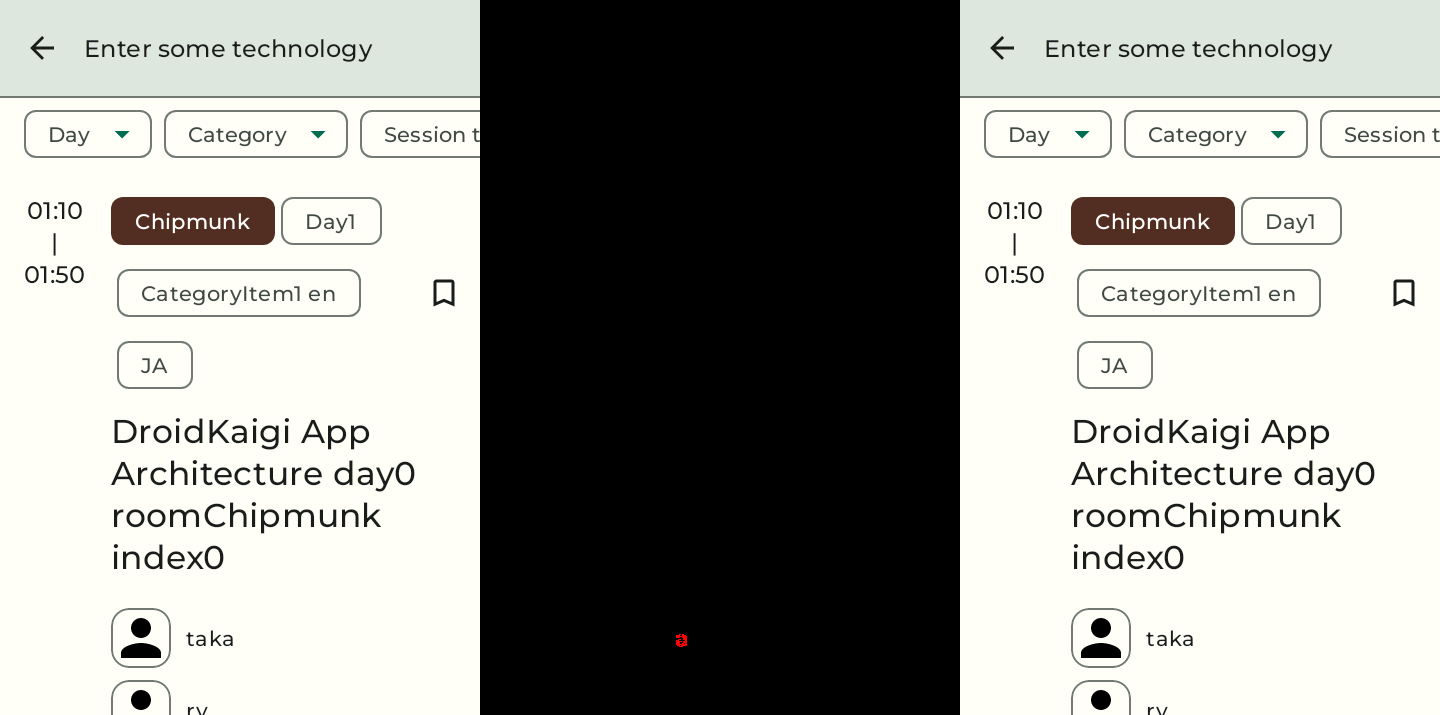 Enter some technology
Day
Category
Session t
01:10
|
01:50
Chipmunk
Day1
CategoryItem1 en
JA
DroidKaigi App
Architecture day0
roomChipmunk
index0
taka
ry
Enter some technology
Day
Category
Session t
01:10
|
01:50
Chipmunk
Day1
CategoryItem1 en
JA
DroidKaigi App
Architecture day0
roomChipmunk
index0
taka
ry